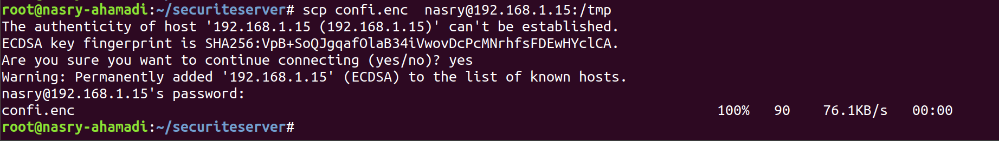 root@nasry-ahamadi:~/securiteserver# scp confi.enc  nasry@192.168.1.15:/tmp
The authenticity of host '192.168.1.15 (192.168.1.15)' can't be established.
ECDSA key fingerprint is SHA256:VpB+SoQJgqafOlaB34iVwovDcPcMNrhfsFDEwHYclCA.
Are you sure you want to continue connecting (yes/no)? yes
Warning: Permanently added '192.168.1.15' (ECDSA) to the list of known hosts.
nasry@192.168.1.15's password:
confi.enc 100% 90 76.1KB/s 00:00
root@nasry-ahamadi:~/securiteserver#